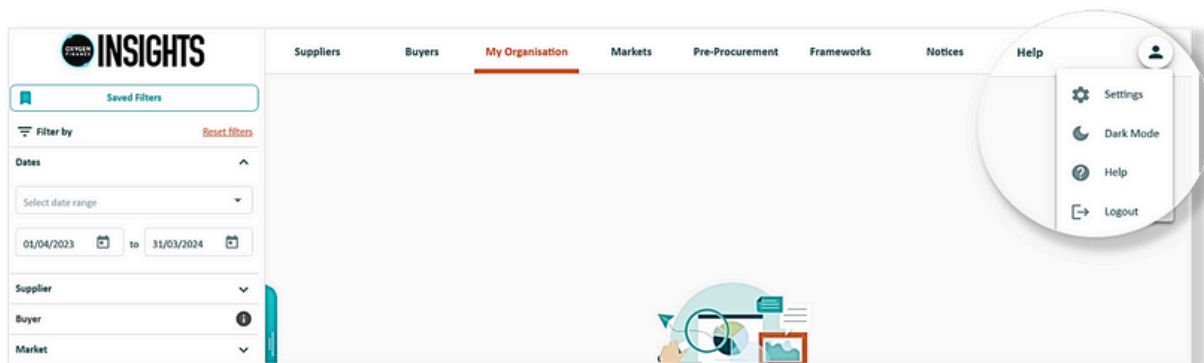 OXYGEN FINANCE INSIGHTS
Suppliers Buyers My Organisation Markets Pre-Procurement Frameworks Notices Help
Saved Filters
Filter by Reset filters
Dates
Select date range
01/04/2023 to 31/03/2024
Supplier
Buyer
Market
Settings
Dark Mode
Help
Logout